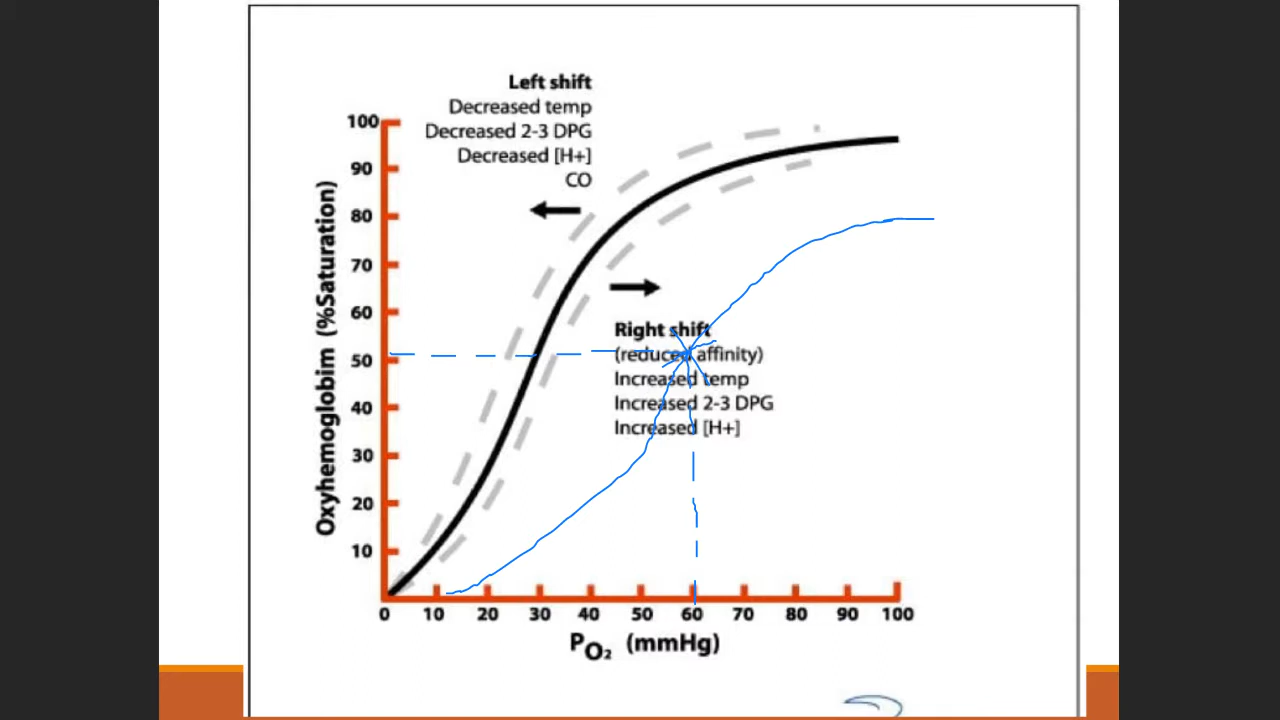 Left shift
Decreased temp
Decreased 2-3 DPG
Decreased [H+]
CO
Right shift
(reduced affinity)
Increased temp
Increased 2-3 DPG
Increased [H+]
Oxyhemoglobim (%Saturation)
100
90
80
70
60
50
40
30
20
10
0 10 20 30 40 50 60 70 80 90 100
PO₂ (mmHg)